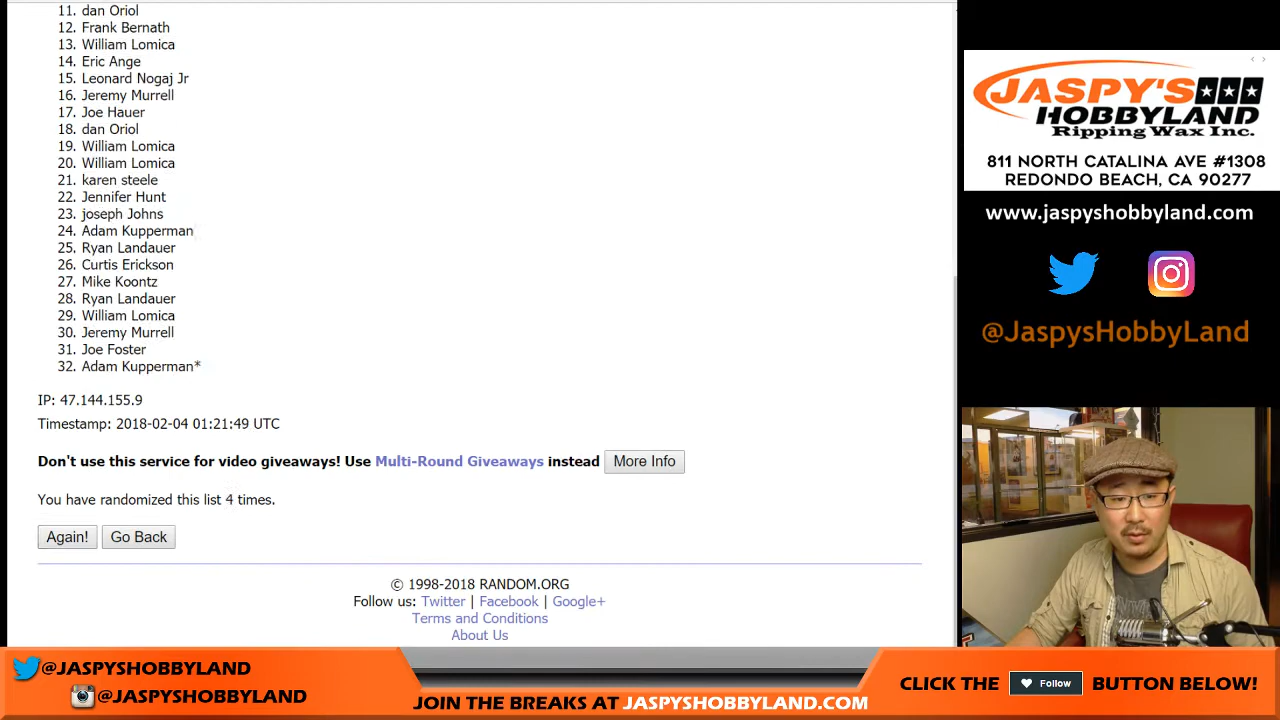 11. dan Oriol
12. Frank Bernath
13. William Lomica
14. Eric Ange
15. Leonard Nogaj Jr
16. Jeremy Murrell
17. Joe Hauer
18. dan Oriol
19. William Lomica
20. William Lomica
21. karen steele
22. Jennifer Hunt
23. joseph Johns
24. Adam Kupperman
25. Ryan Landauer
26. Curtis Erickson
27. Mike Koontz
28. Ryan Landauer
29. William Lomica
30. Jeremy Murrell
31. Joe Foster
32. Adam Kupperman*
IP: 47.144.155.9
Timestamp: 2018-02-04 01:21:49 UTC
Don't use this service for video giveaways! Use Multi-Round Giveaways instead More Info
You have randomized this list 4 times.
Again! Go Back
© 1998-2018 RANDOM.ORG
Follow us: Twitter | Facebook | Google+
Terms and Conditions
About Us
JASPY'S
HOBBYLAND
Ripping Wax Inc.
811 NORTH CATALINA AVE #1308
REDONDO BEACH, CA 90277
www.jaspyshobbyland.com
@JaspysHobbyLand
@JASPYSHOBBYLAND
@JASPYSHOBBYLAND
JOIN THE BREAKS AT JASPYSHOBBYLAND.COM
CLICK THE Follow BUTTON BELOW!